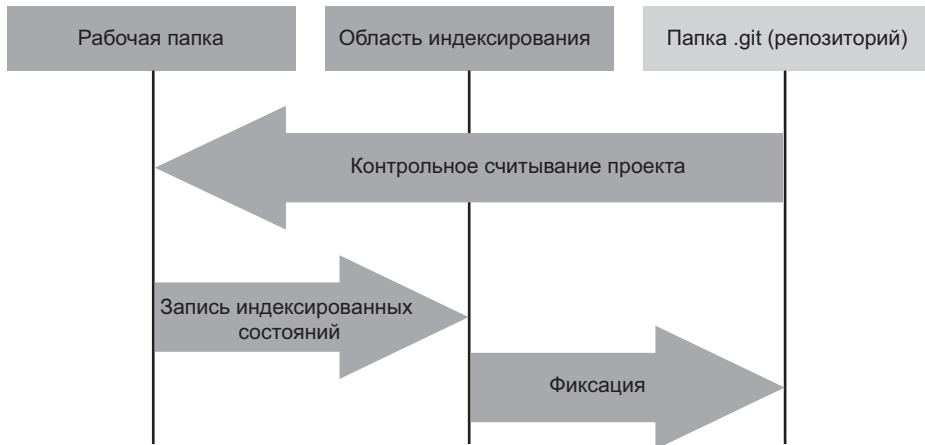 Рабочая папка
Область индексирования
Папка .git (репозиторий)
Контрольное считывание проекта
Запись индексированных
состояний
Фиксация